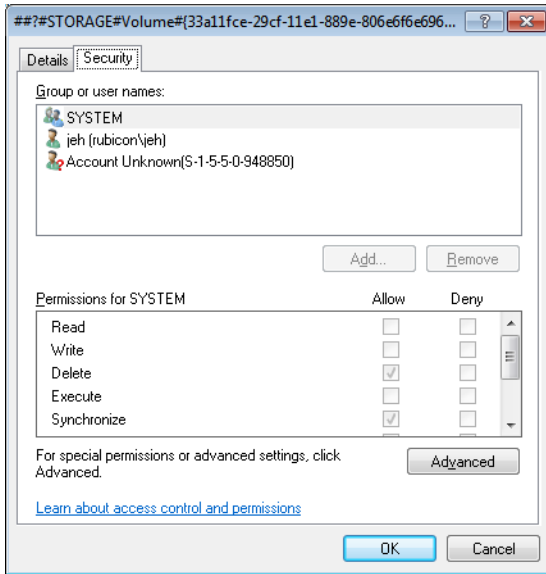 ##?#STORAGE#Volume#{33a11fce-29cf-11e1-889e-806e6f6e696...
Details Security
Group or user names:
SYSTEM
jeh (rubicon\jeh)
Account Unknown(S-1-5-5-0-948850)
Add... Remove
Permissions for SYSTEM Allow Deny
Read
Write
Delete
Execute
Synchronize
For special permissions or advanced settings, click
Advanced.
Advanced
Learn about access control and permissions
OK Cancel